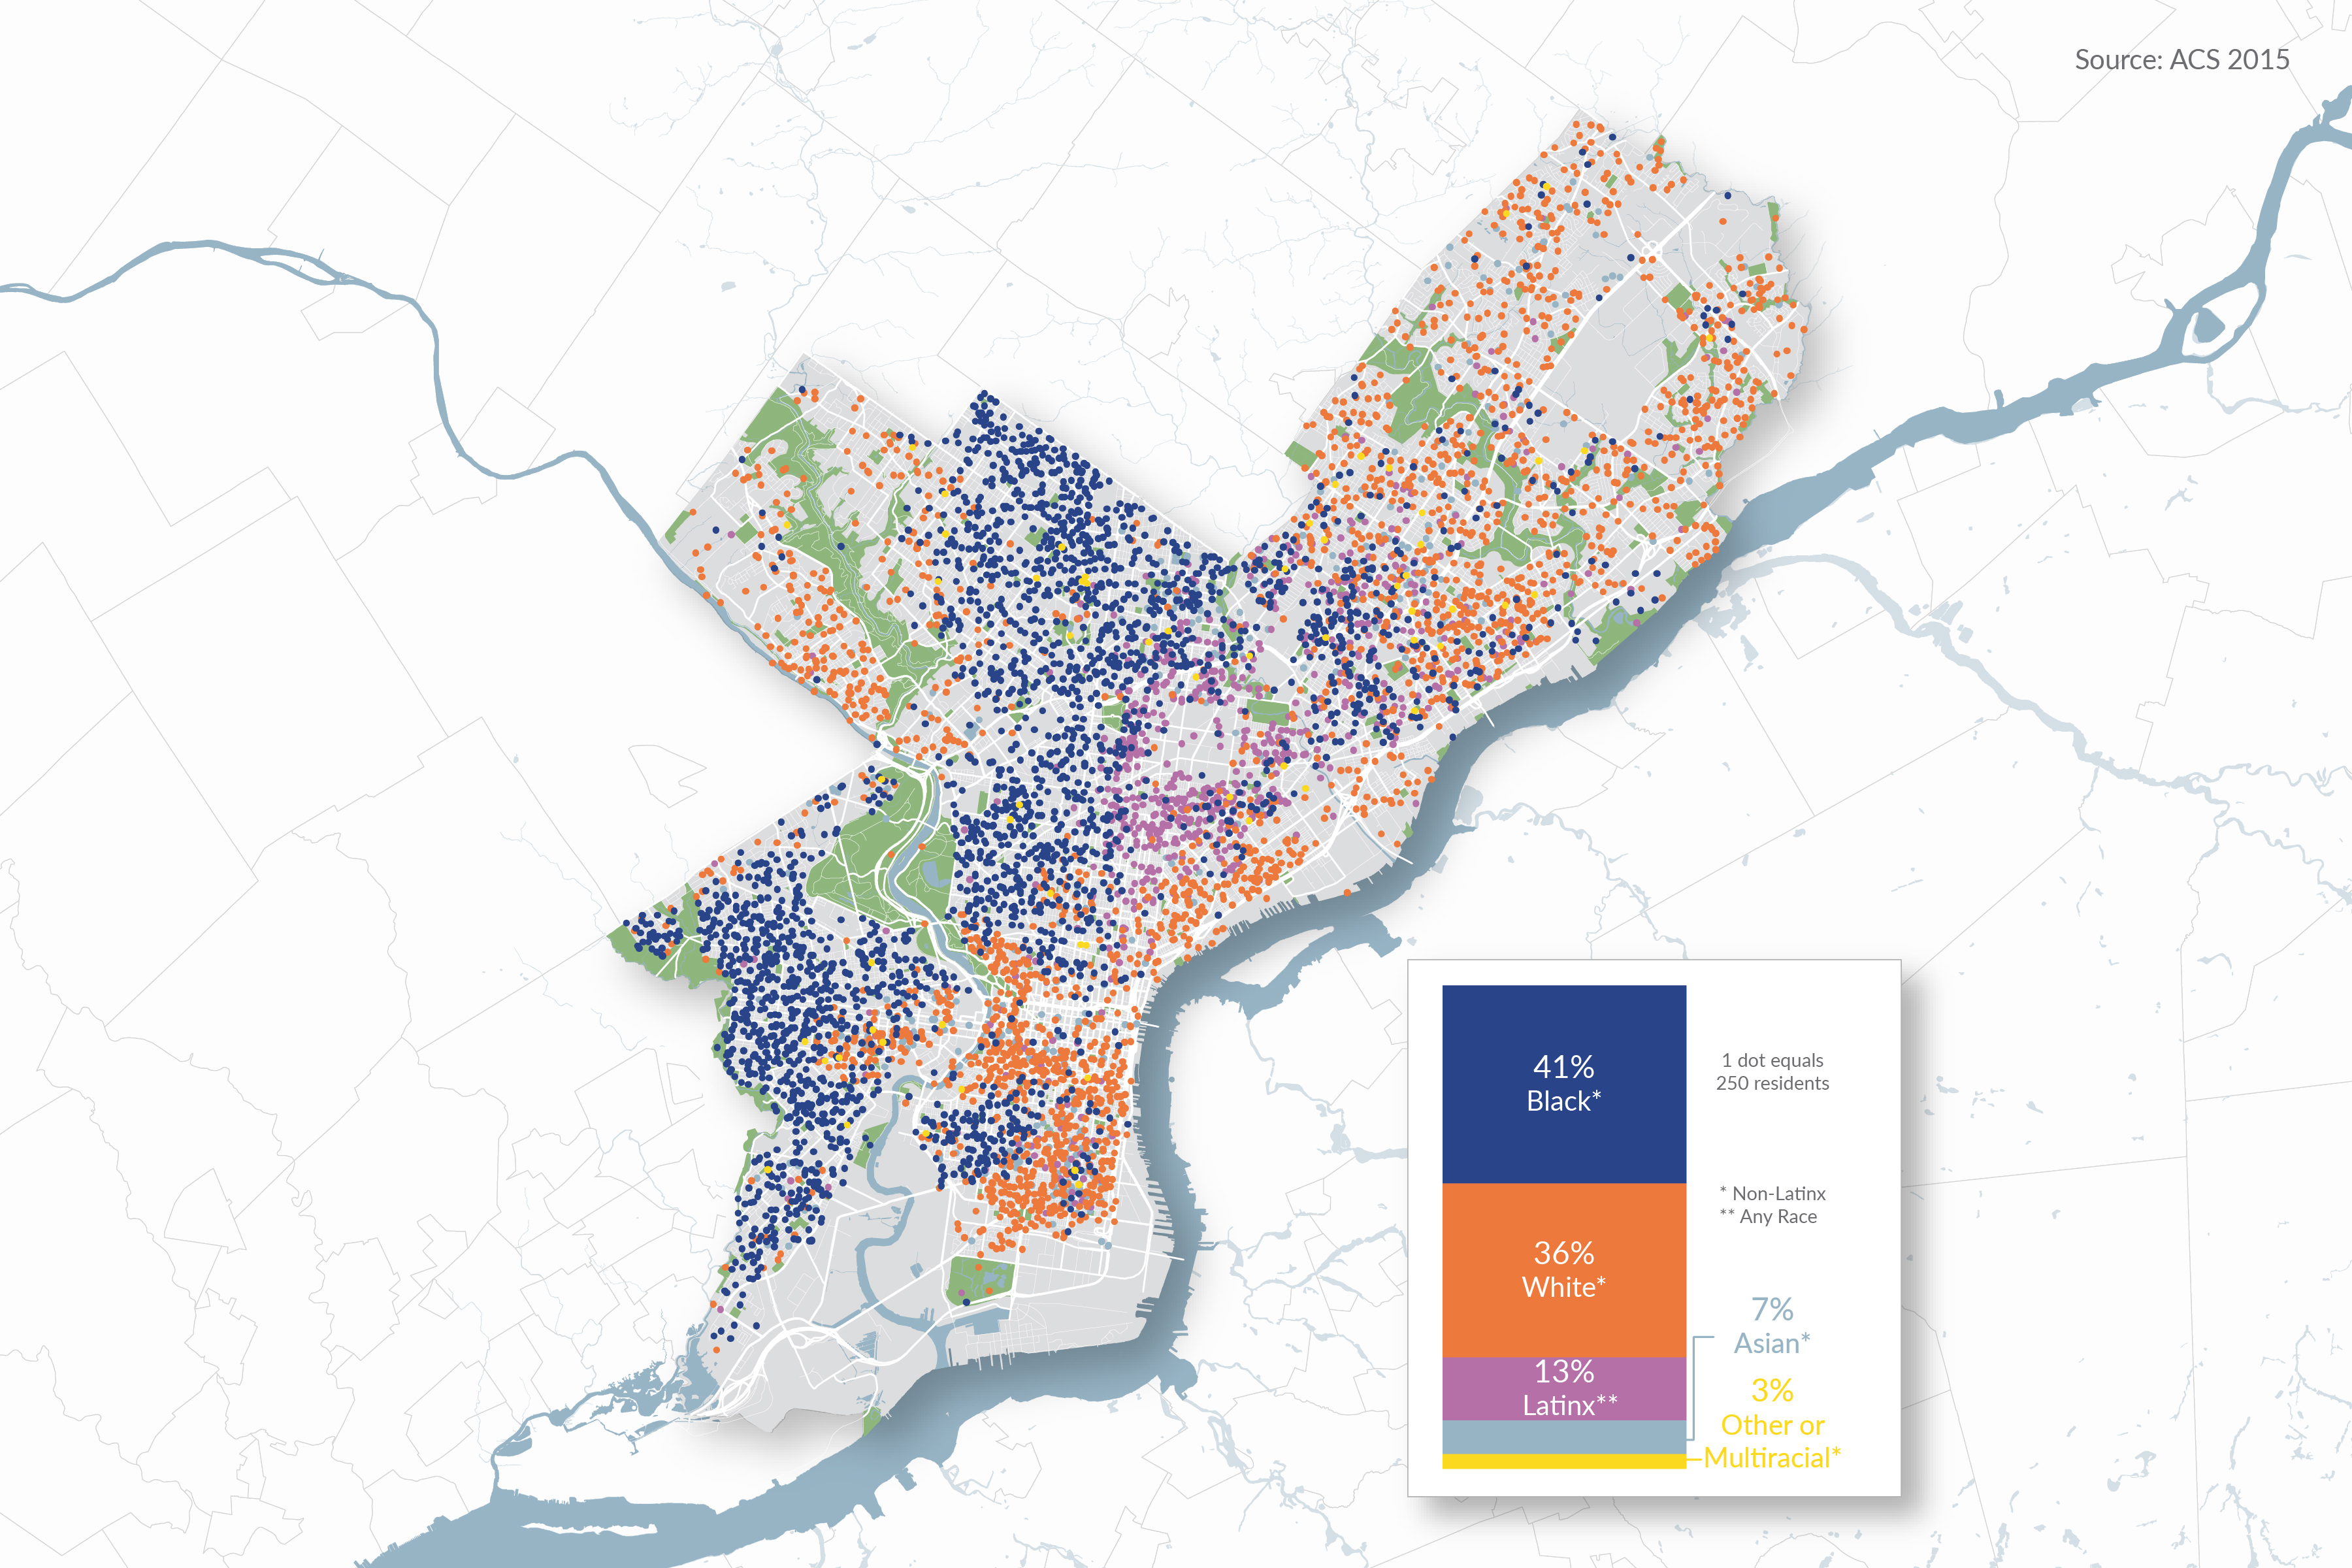 Source: ACS 2015
41%
Black*
1 dot equals
250 residents
* Non-Latinx
** Any Race
36%
White*
7%
Asian*
13%
Latinx**
3%
Other or
Multiracial*